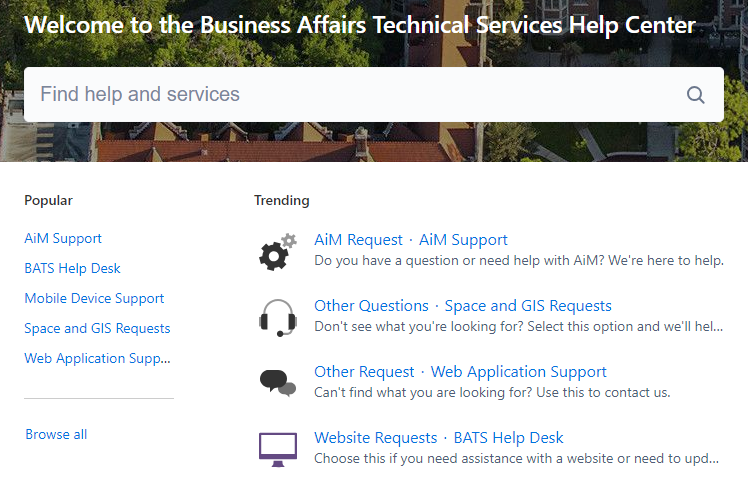 Welcome to the Business Affairs Technical Services Help Center
Find help and services
Popular
AiM Support
BATS Help Desk
Mobile Device Support
Space and GIS Requests
Web Application Supp...
Browse all
Trending
AiM Request · AiM Support
Do you have a question or need help with AiM? We're here to help.
Other Questions · Space and GIS Requests
Don't see what you're looking for? Select this option and we'll hel...
Other Request · Web Application Support
Can't find what you are looking for? Use this to contact us.
Website Requests · BATS Help Desk
Choose this if you need assistance with a website or need to upd...